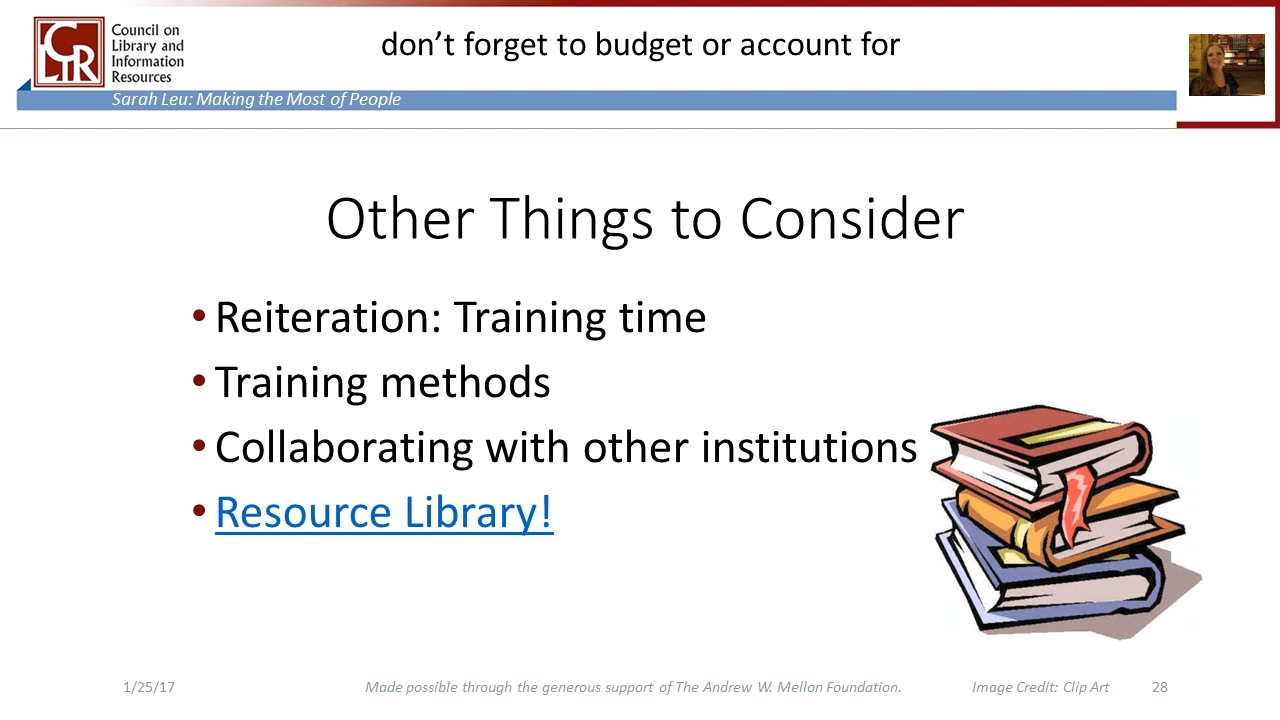 CLIR
Council on
Library and
Information
Resources
don’t forget to budget or account for
Sarah Leu: Making the Most of People
Other Things to Consider
• Reiteration: Training time
• Training methods
• Collaborating with other institutions
• Resource Library!
1/25/17
Made possible through the generous support of The Andrew W. Mellon Foundation.
Image Credit: Clip Art
28